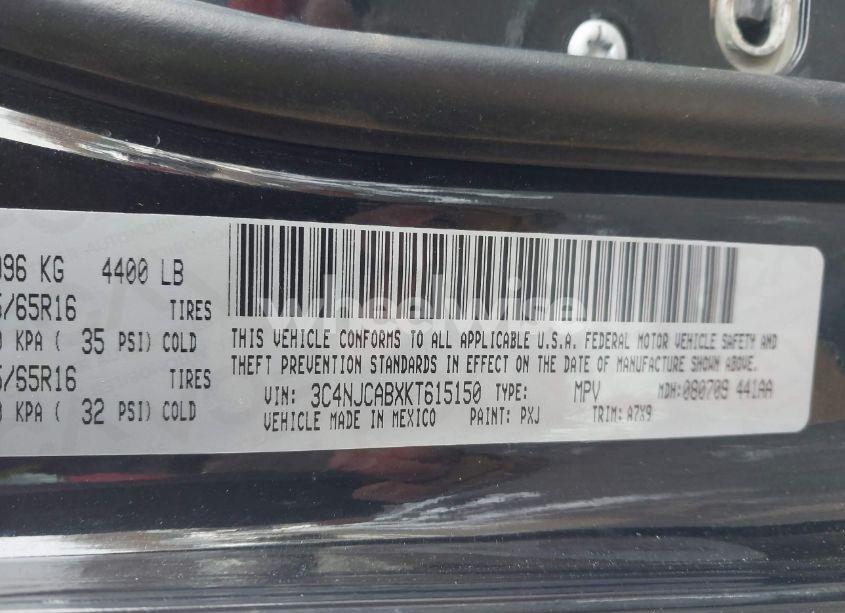 096 KG 4400 LB
/65R16 TIRES
KPA ( 35 PSI) COLD
/65R16 TIRES
KPA ( 32 PSI) COLD
wheelwise
THIS VEHICLE CONFORMS TO ALL APPLICABLE U.S.A. FEDERAL MOTOR VEHICLE SAFETY AND
THEFT PREVENTION STANDARDS IN EFFECT ON THE DATE OF MANUFACTURE SHOWN ABOVE.
VIN: 3C4NJCABXKT615150 TYPE: MPV MDH: 080709 441AA
VEHICLE MADE IN MEXICO PAINT: PXJ TRIM: A7X9